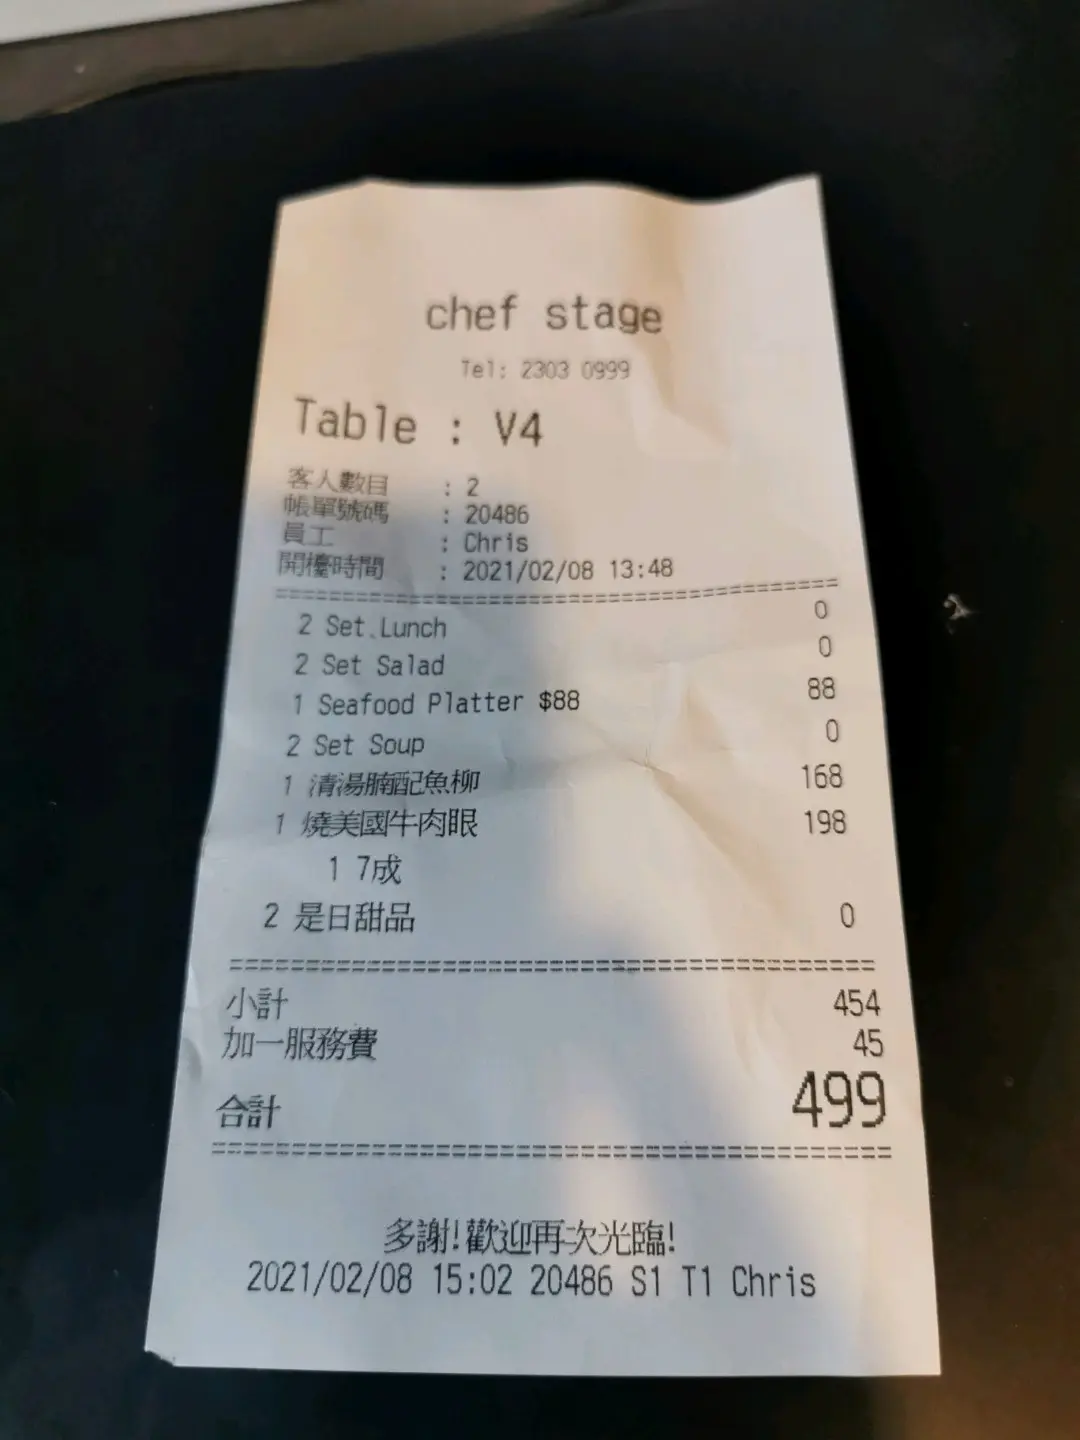 chef stage
Tel: 2303 0999
Table : V4
客人數目 : 2
帳單號碼 : 20486
員工 : Chris
開檯時間 : 2021/02/08 13:48
==========================================
2 Set Lunch 0
2 Set Salad 0
1 Seafood Platter $88 88
2 Set Soup 0
1 清湯腩配魚柳 168
1 燒美國牛肉眼 198
1 7成
2 是日甜品 0
==========================================
小計 454
加一服務費 45
合計 499
==========================================
多謝!歡迎再次光臨!
2021/02/08 15:02 20486 S1 T1 Chris